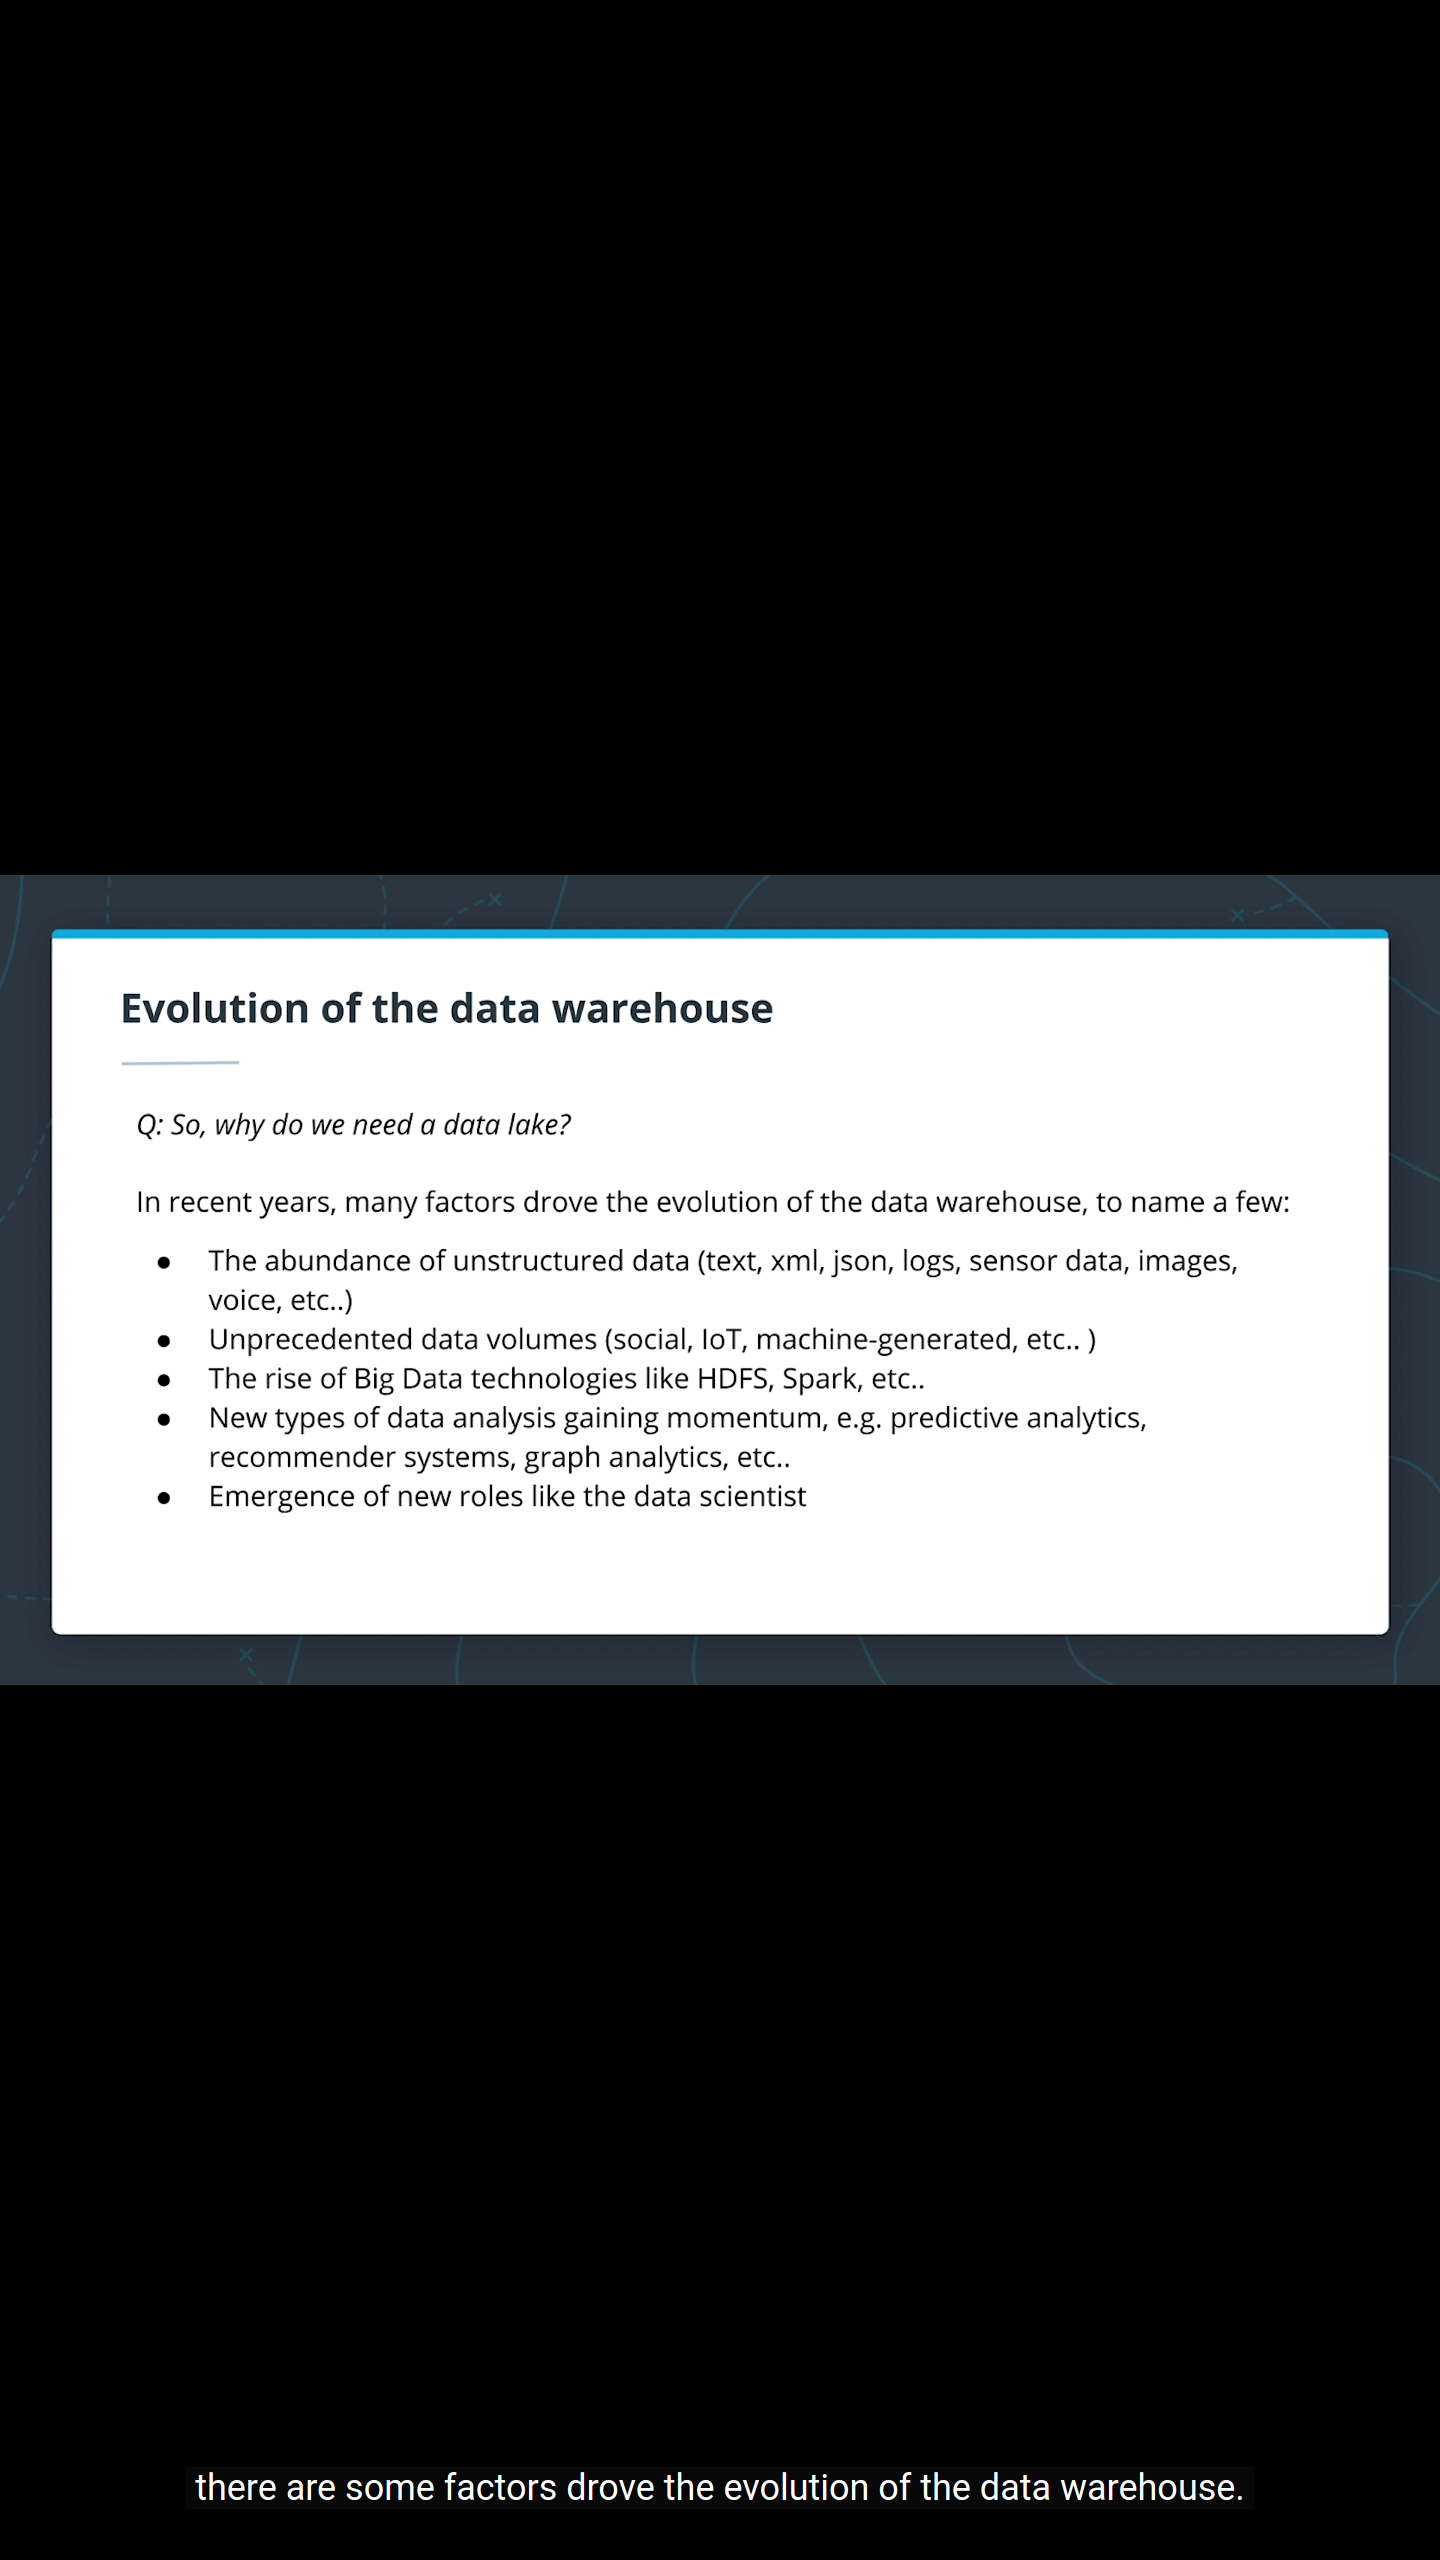 Evolution of the data warehouse
Q: So, why do we need a data lake?
In recent years, many factors drove the evolution of the data warehouse, to name a few:
● The abundance of unstructured data (text, xml, json, logs, sensor data, images,
voice, etc..)
● Unprecedented data volumes (social, IoT, machine-generated, etc.. )
● The rise of Big Data technologies like HDFS, Spark, etc..
● New types of data analysis gaining momentum, e.g. predictive analytics,
recommender systems, graph analytics, etc..
● Emergence of new roles like the data scientist
there are some factors drove the evolution of the data warehouse.